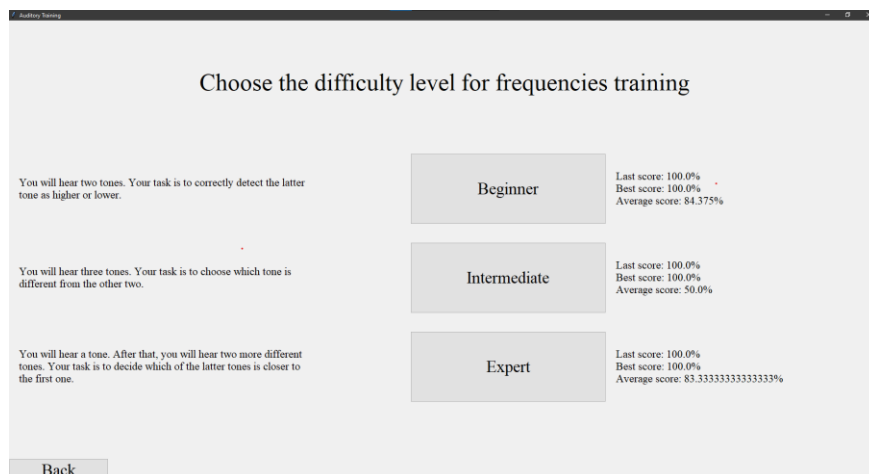 Auditory Training
Choose the difficulty level for frequencies training
You will hear two tones. Your task is to correctly detect the latter
tone as higher or lower.
Beginner
Last score: 100.0%
Best score: 100.0%
Average score: 84.375%
You will hear three tones. Your task is to choose which tone is
different from the other two.
Intermediate
Last score: 100.0%
Best score: 100.0%
Average score: 50.0%
You will hear a tone. After that, you will hear two more different
tones. Your task is to decide which of the latter tones is closer to
the first one.
Expert
Last score: 100.0%
Best score: 100.0%
Average score: 83.33333333333333%
Back